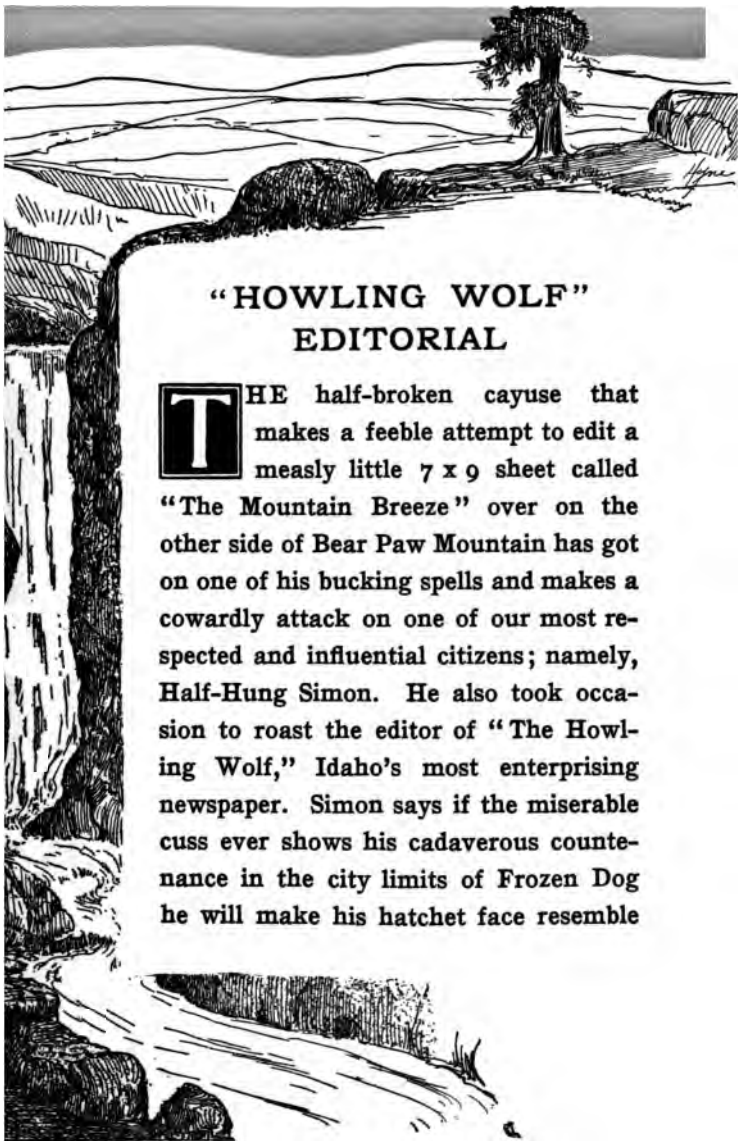 Hyne
“HOWLING WOLF”
EDITORIAL
THE half-broken cayuse that
makes a feeble attempt to edit a
measly little 7 x 9 sheet called
“The Mountain Breeze” over on the
other side of Bear Paw Mountain has got
on one of his bucking spells and makes a
cowardly attack on one of our most re-
spected and influential citizens; namely,
Half-Hung Simon. He also took occa-
sion to roast the editor of “The Howl-
ing Wolf,” Idaho’s most enterprising
newspaper. Simon says if the miserable
cuss ever shows his cadaverous counte-
nance in the city limits of Frozen Dog
he will make his hatchet face resemble